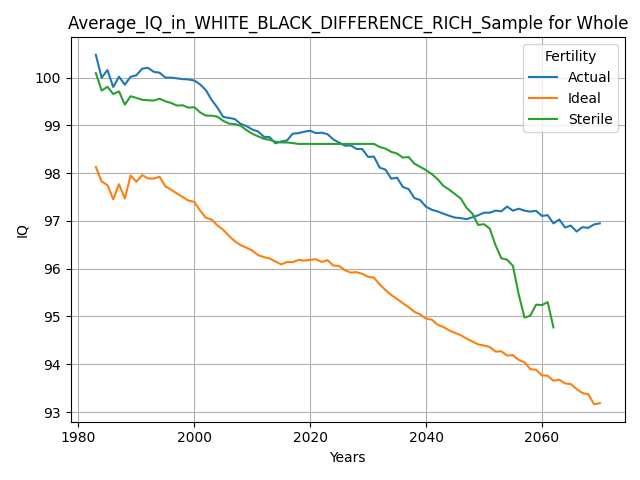 Average_IQ_in_WHITE_BLACK_DIFFERENCE_RICH_Sample for Whole
Fertility
Actual
Ideal
Sterile
100
99
98
97
96
95
94
93
IQ
1980 2000 2020 2040 2060
Years